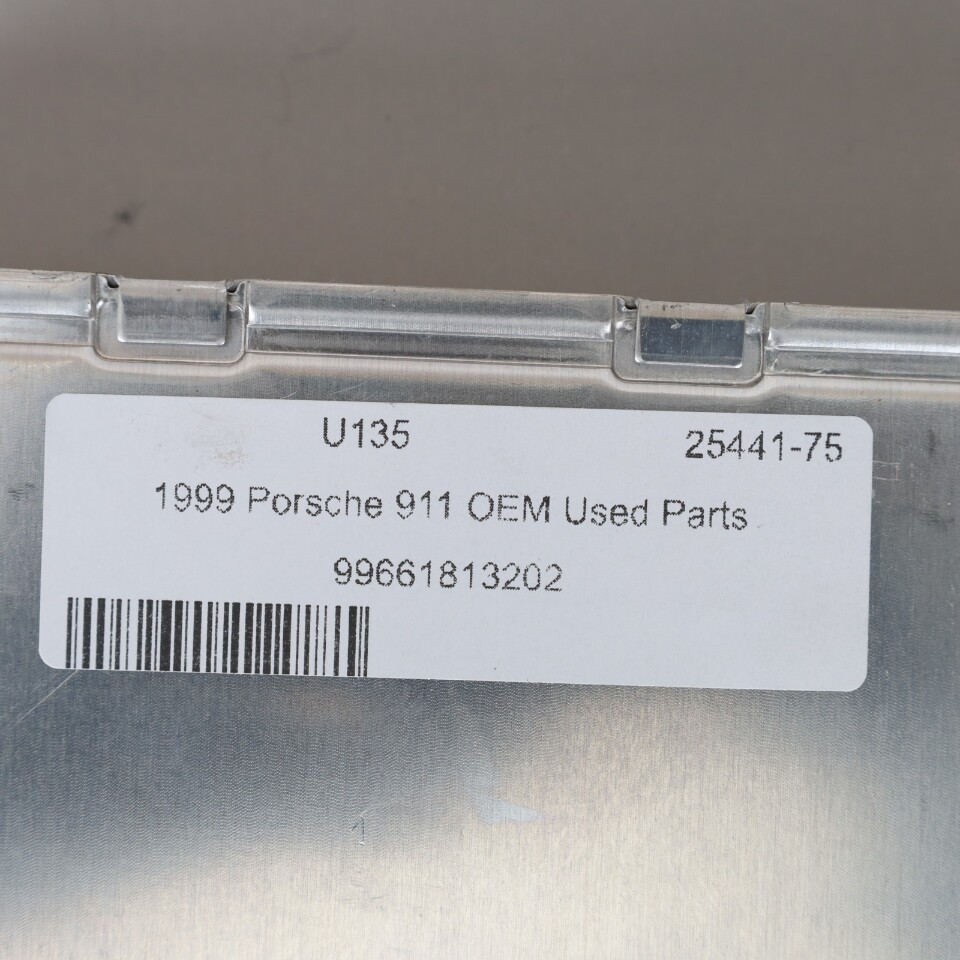 U135 25441-75
1999 Porsche 911 OEM Used Parts
99661813202